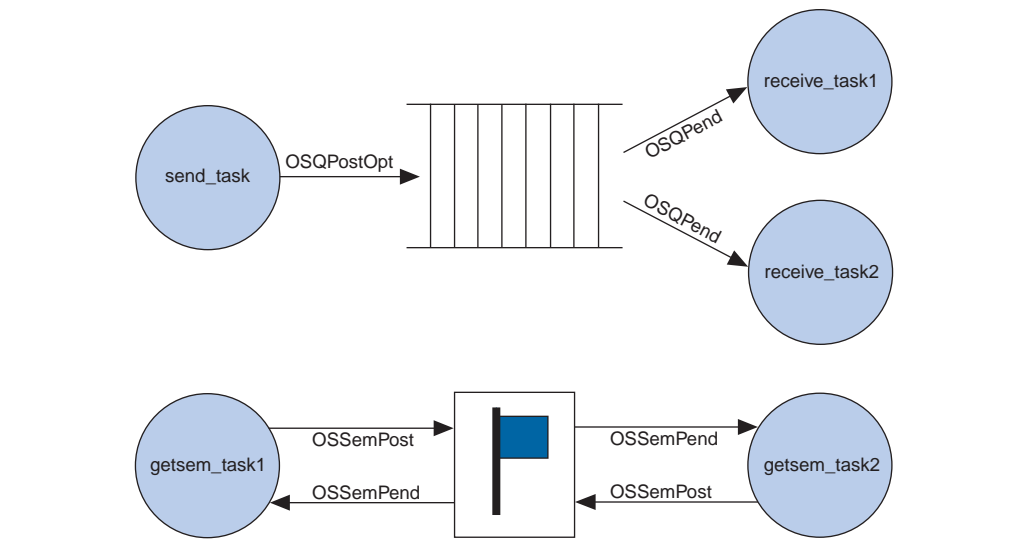 receive_task1
OSQPend
OSQPostOpt
send_task
OSQPend
receive_task2
OSSemPost
OSSemPend
getsem_task1
getsem_task2
OSSemPend
OSSemPost